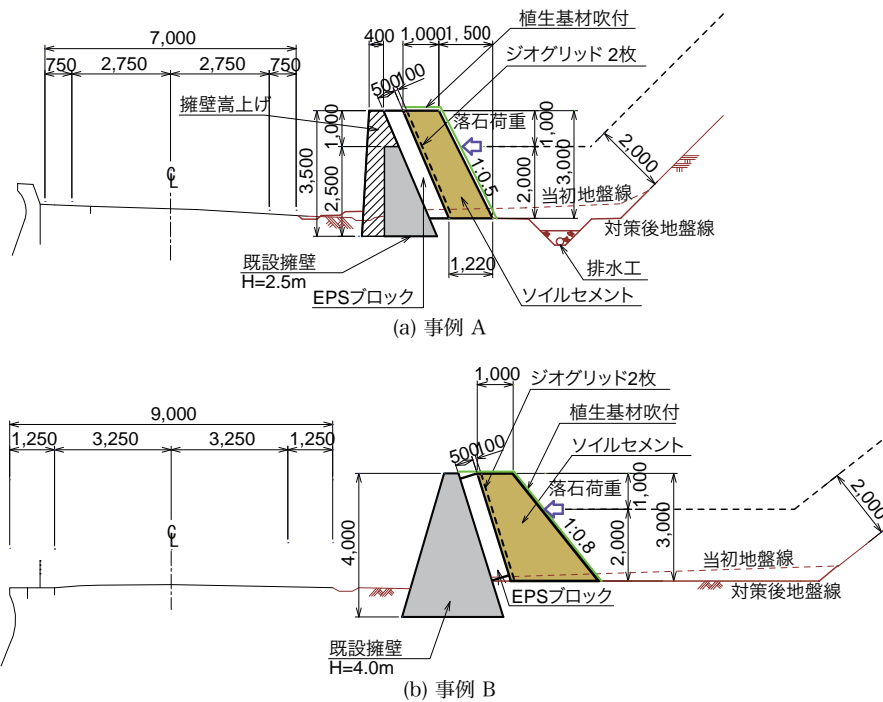 植生基材吹付
400
1,000
1,500
7,000
ジオグリッド 2枚
750
2,750
2,750
750
500
100
擁壁嵩上げ
落石荷重
1,000
1,000
2,000
3,500
2,500
1:0.5
2,000
3,000
℄
当初地盤線
対策後地盤線
既設擁壁
H=2.5m
1,220
排水工
EPSブロック
ソイルセメント
(a) 事例 A
1,000
ジオグリッド2枚
9,000
植生基材吹付
1,250
3,250
3,250
1,250
500
100
ソイルセメント
落石荷重
1,000
2,000
4,000
1:0.8
2,000
3,000
℄
当初地盤線
対策後地盤線
EPSブロック
既設擁壁
H=4.0m
(b) 事例 B